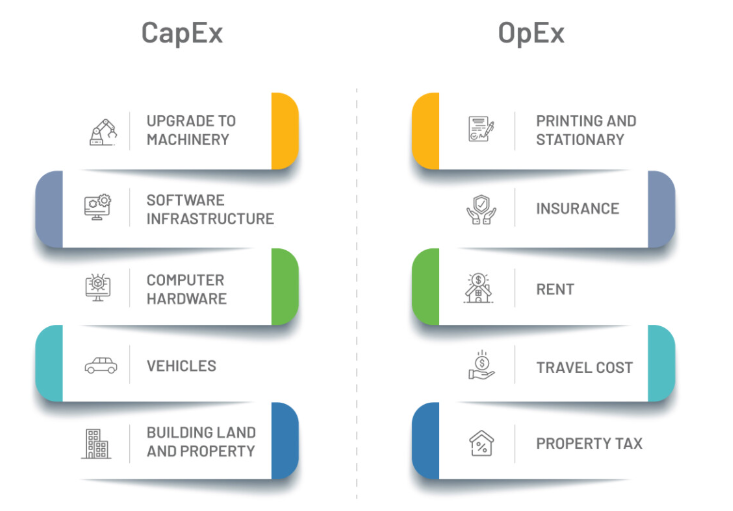 CapEx
UPGRADE TO
MACHINERY
SOFTWARE
INFRASTRUCTURE
COMPUTER
HARDWARE
VEHICLES
BUILDING LAND
AND PROPERTY
OpEx
PRINTING AND
STATIONARY
INSURANCE
RENT
TRAVEL COST
PROPERTY TAX